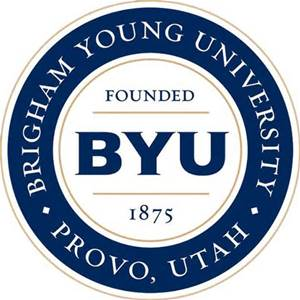 BRIGHAM YOUNG UNIVERSITY
FOUNDED
BYU
· 1875 ·
· PROVO, UTAH ·